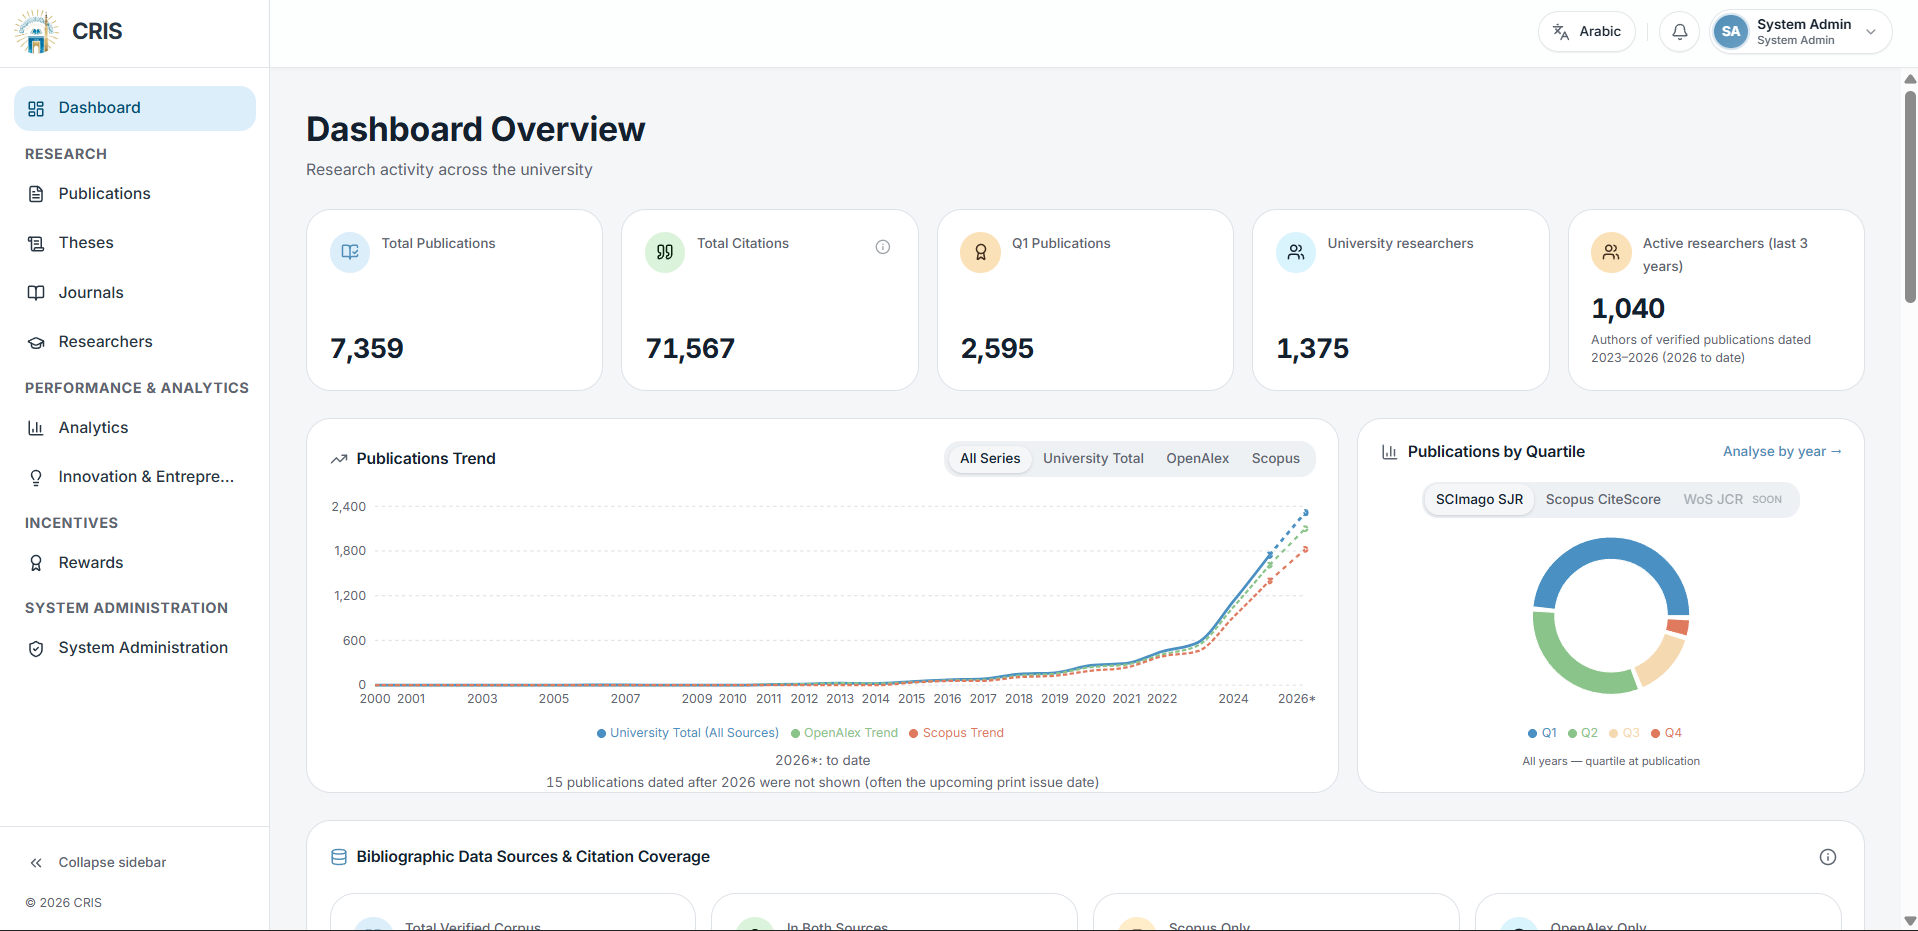 CRIS
Arabic
SA
System Admin
System Admin
Dashboard
RESEARCH
Publications
Theses
Journals
Researchers
PERFORMANCE & ANALYTICS
Analytics
Innovation & Entrepre...
INCENTIVES
Rewards
SYSTEM ADMINISTRATION
System Administration
Collapse sidebar
© 2026 CRIS
Dashboard Overview
Research activity across the university
Total Publications
7,359
Total Citations
71,567
Q1 Publications
2,595
University researchers
1,375
Active researchers (last 3
years)
1,040
Authors of verified publications dated
2023–2026 (2026 to date)
Publications Trend
All Series University Total OpenAlex Scopus
2,400
1,800
1,200
600
0
2000 2001 2003 2005 2007 2009 2010 2011 2012 2013 2014 2015 2016 2017 2018 2019 2020 2021 2022 2024 2026*
University Total (All Sources) OpenAlex Trend Scopus Trend
2026*: to date
15 publications dated after 2026 were not shown (often the upcoming print issue date)
Publications by Quartile
Analyse by year →
SCImago SJR Scopus CiteScore WoS JCR SOON
Q1 Q2 Q3 Q4
All years — quartile at publication
Bibliographic Data Sources & Citation Coverage
Total Verified Corpus
In Both Sources
Scopus Only
OpenAlex Only